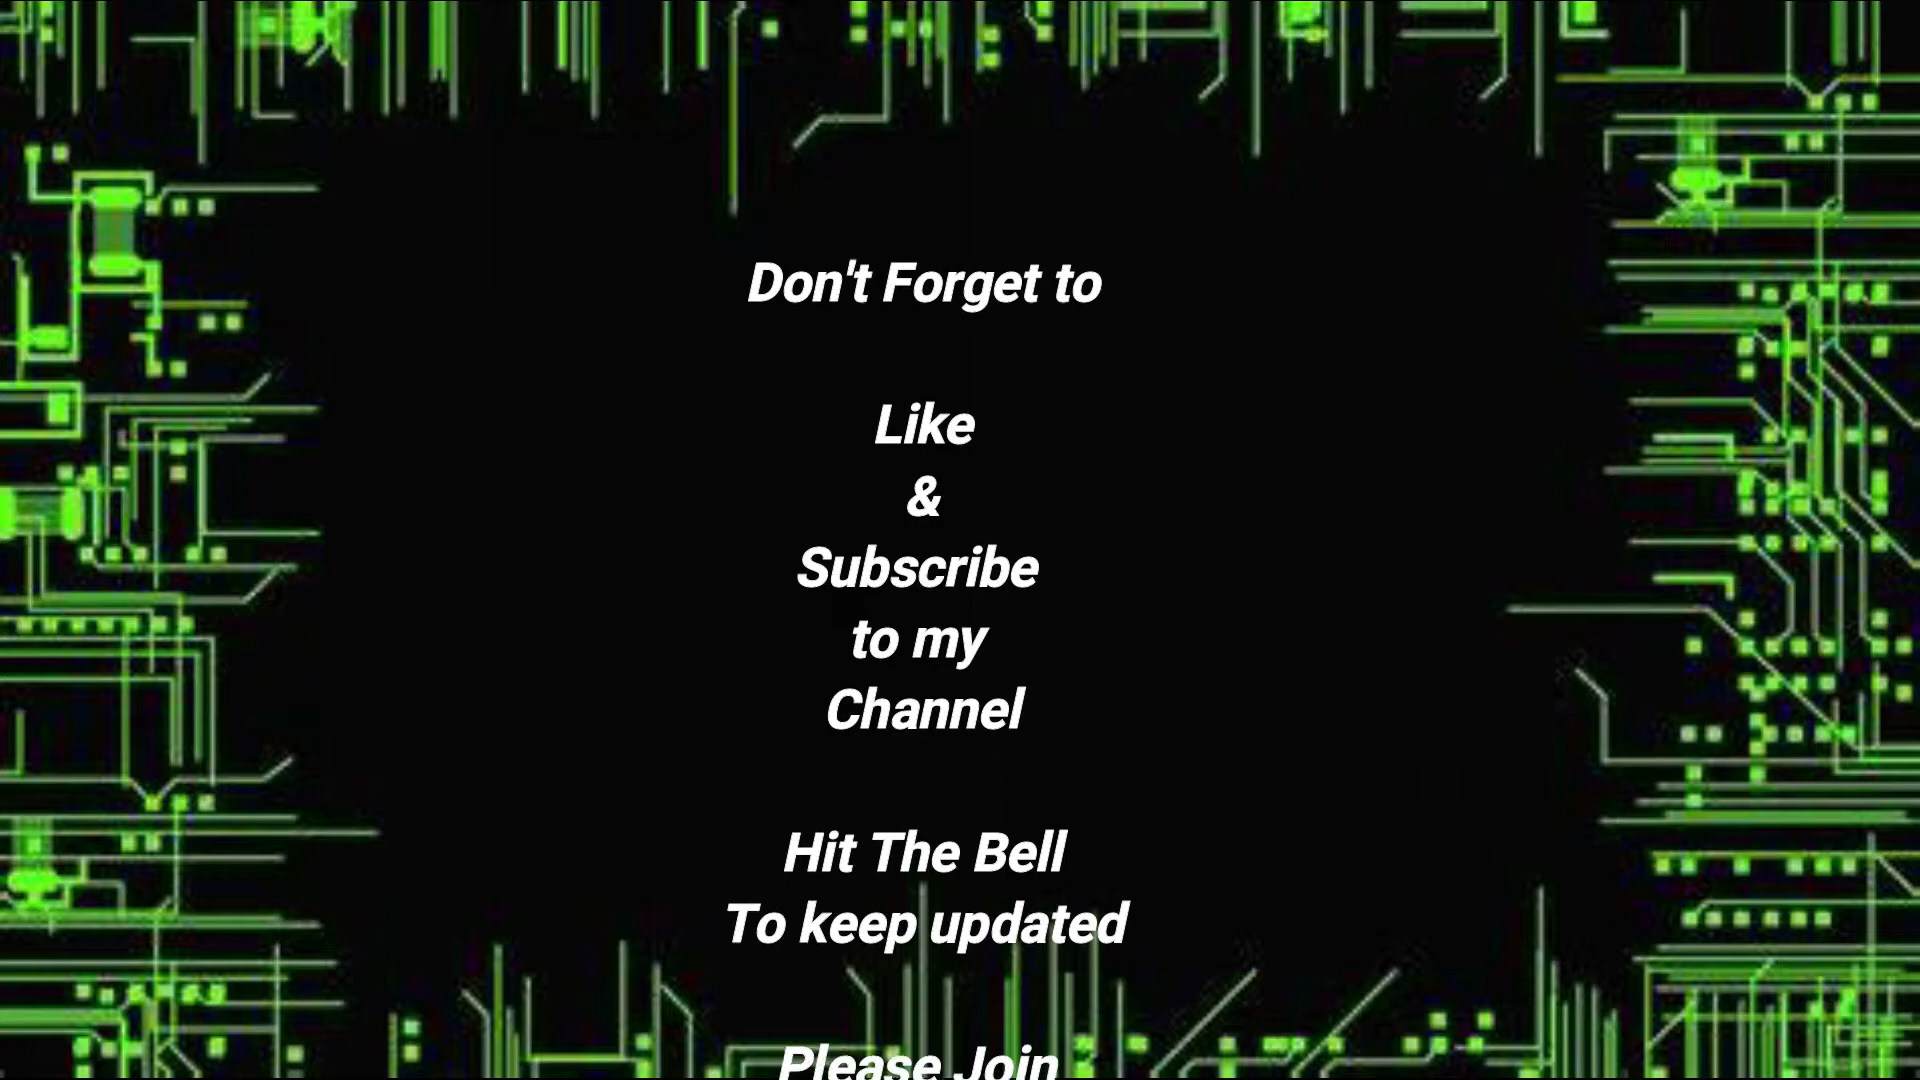 Don't Forget to
Like
&
Subscribe
to my
Channel
Hit The Bell
To keep updated
Please Join